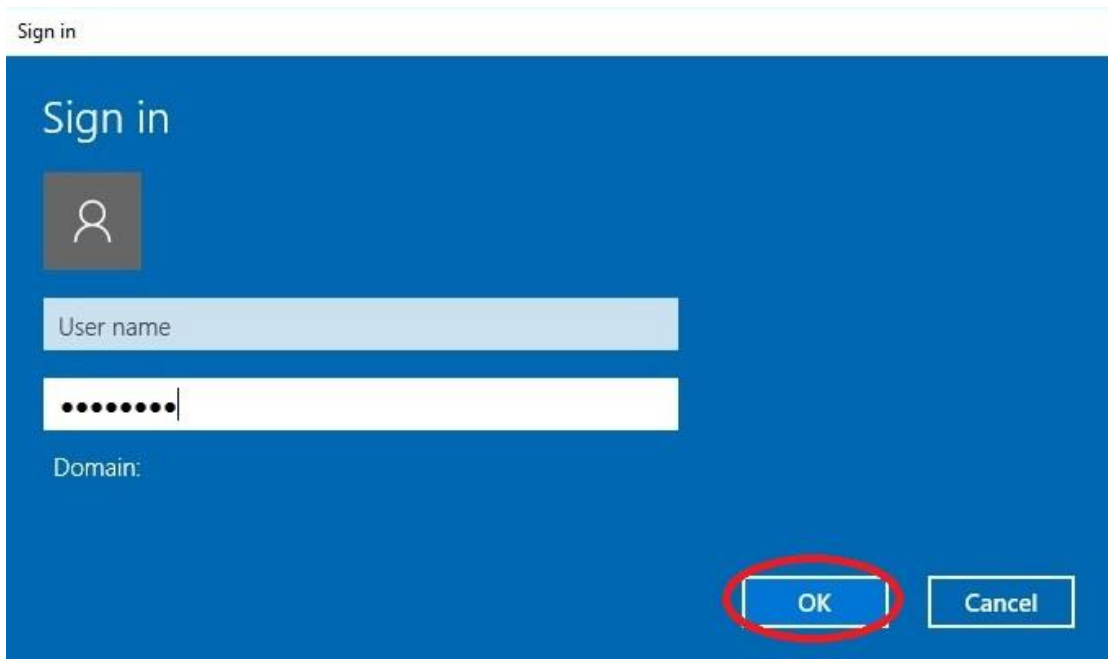 Sign in
Sign in
User name
••••••••
Domain:
OK
Cancel